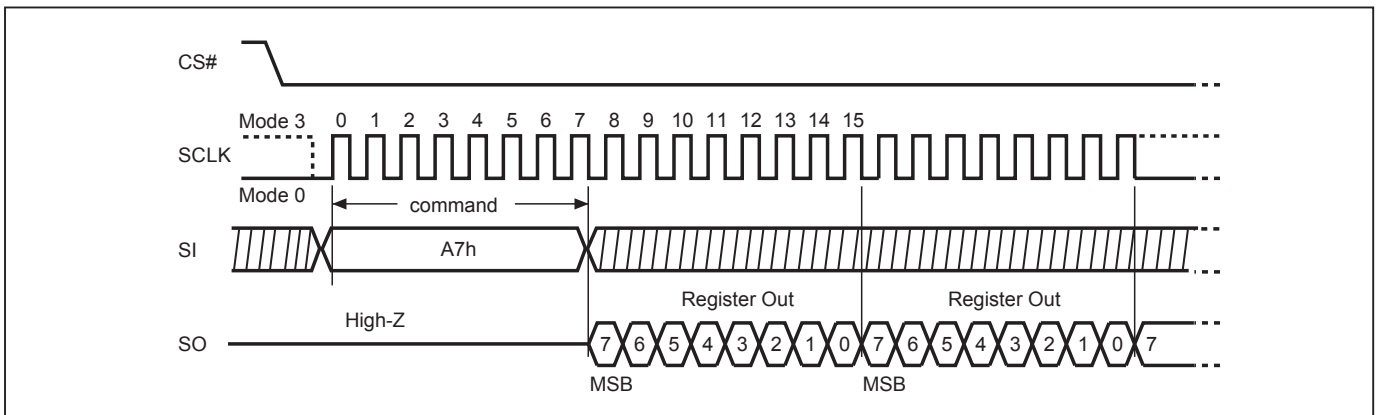 CS#
Mode 3 0 1 2 3 4 5 6 7 8 9 10 11 12 13 14 15
SCLK
Mode 0
command
SI A7h
Register Out Register Out
High-Z
SO 7 6 5 4 3 2 1 0 7 6 5 4 3 2 1 0 7
MSB MSB